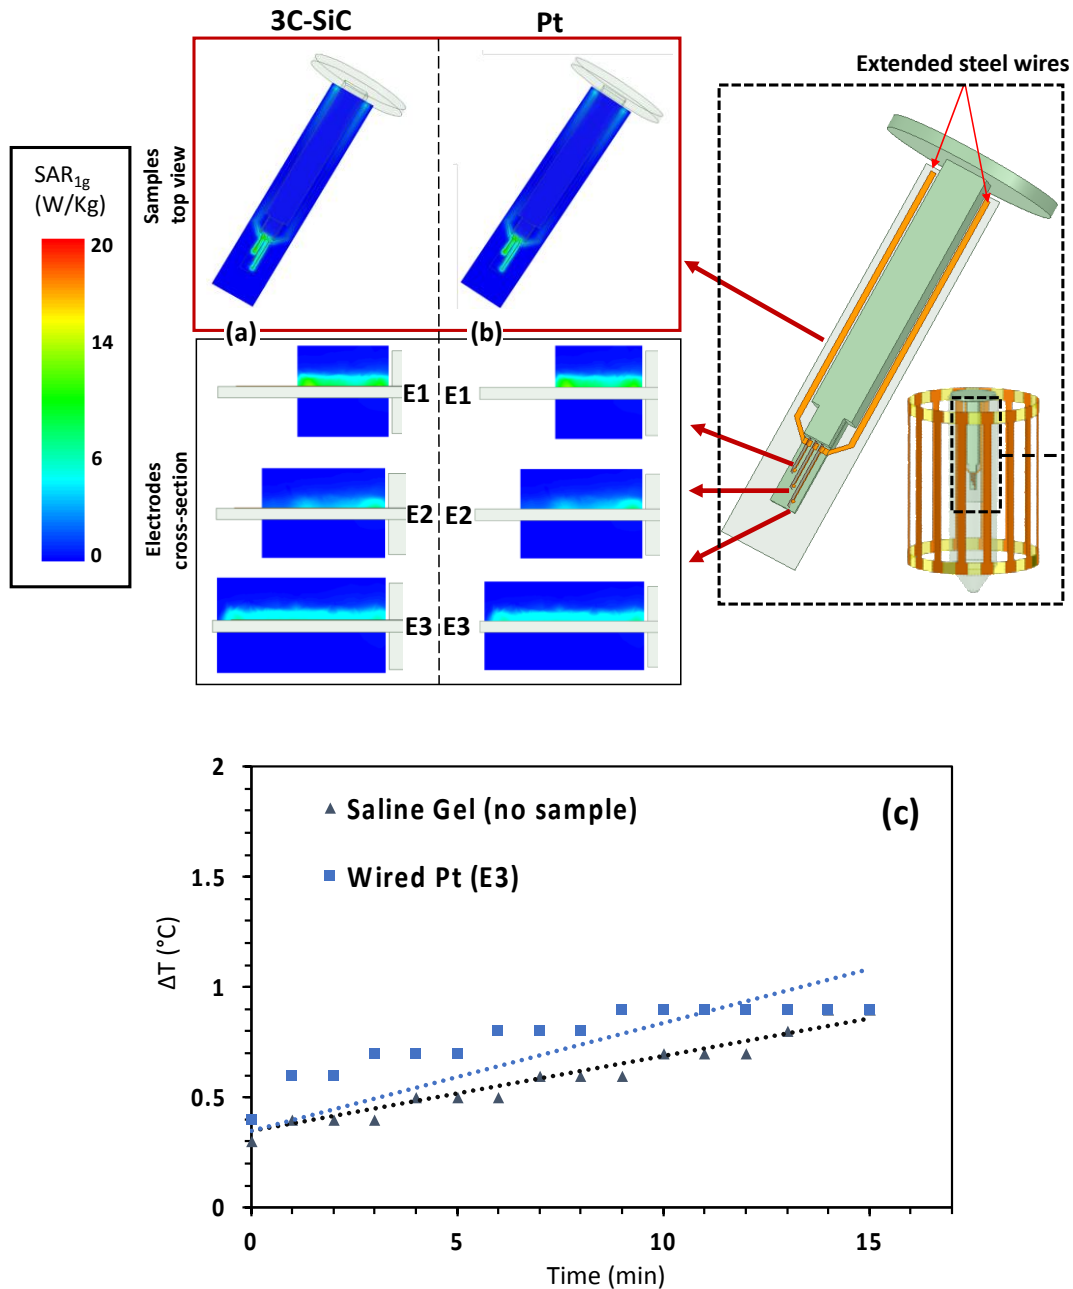 3C-SiC
Pt
Extended steel wires
SAR1g
(W/Kg)
20
14
6
0
Samples
top view
(a)
(b)
Electrodes
cross-section
E1
E1
E2
E2
E3
E3
2
1.5
1
0.5
0
ΔT (°C)
Saline Gel (no sample)
Wired Pt (E3)
(c)
0
5
10
15
Time (min)